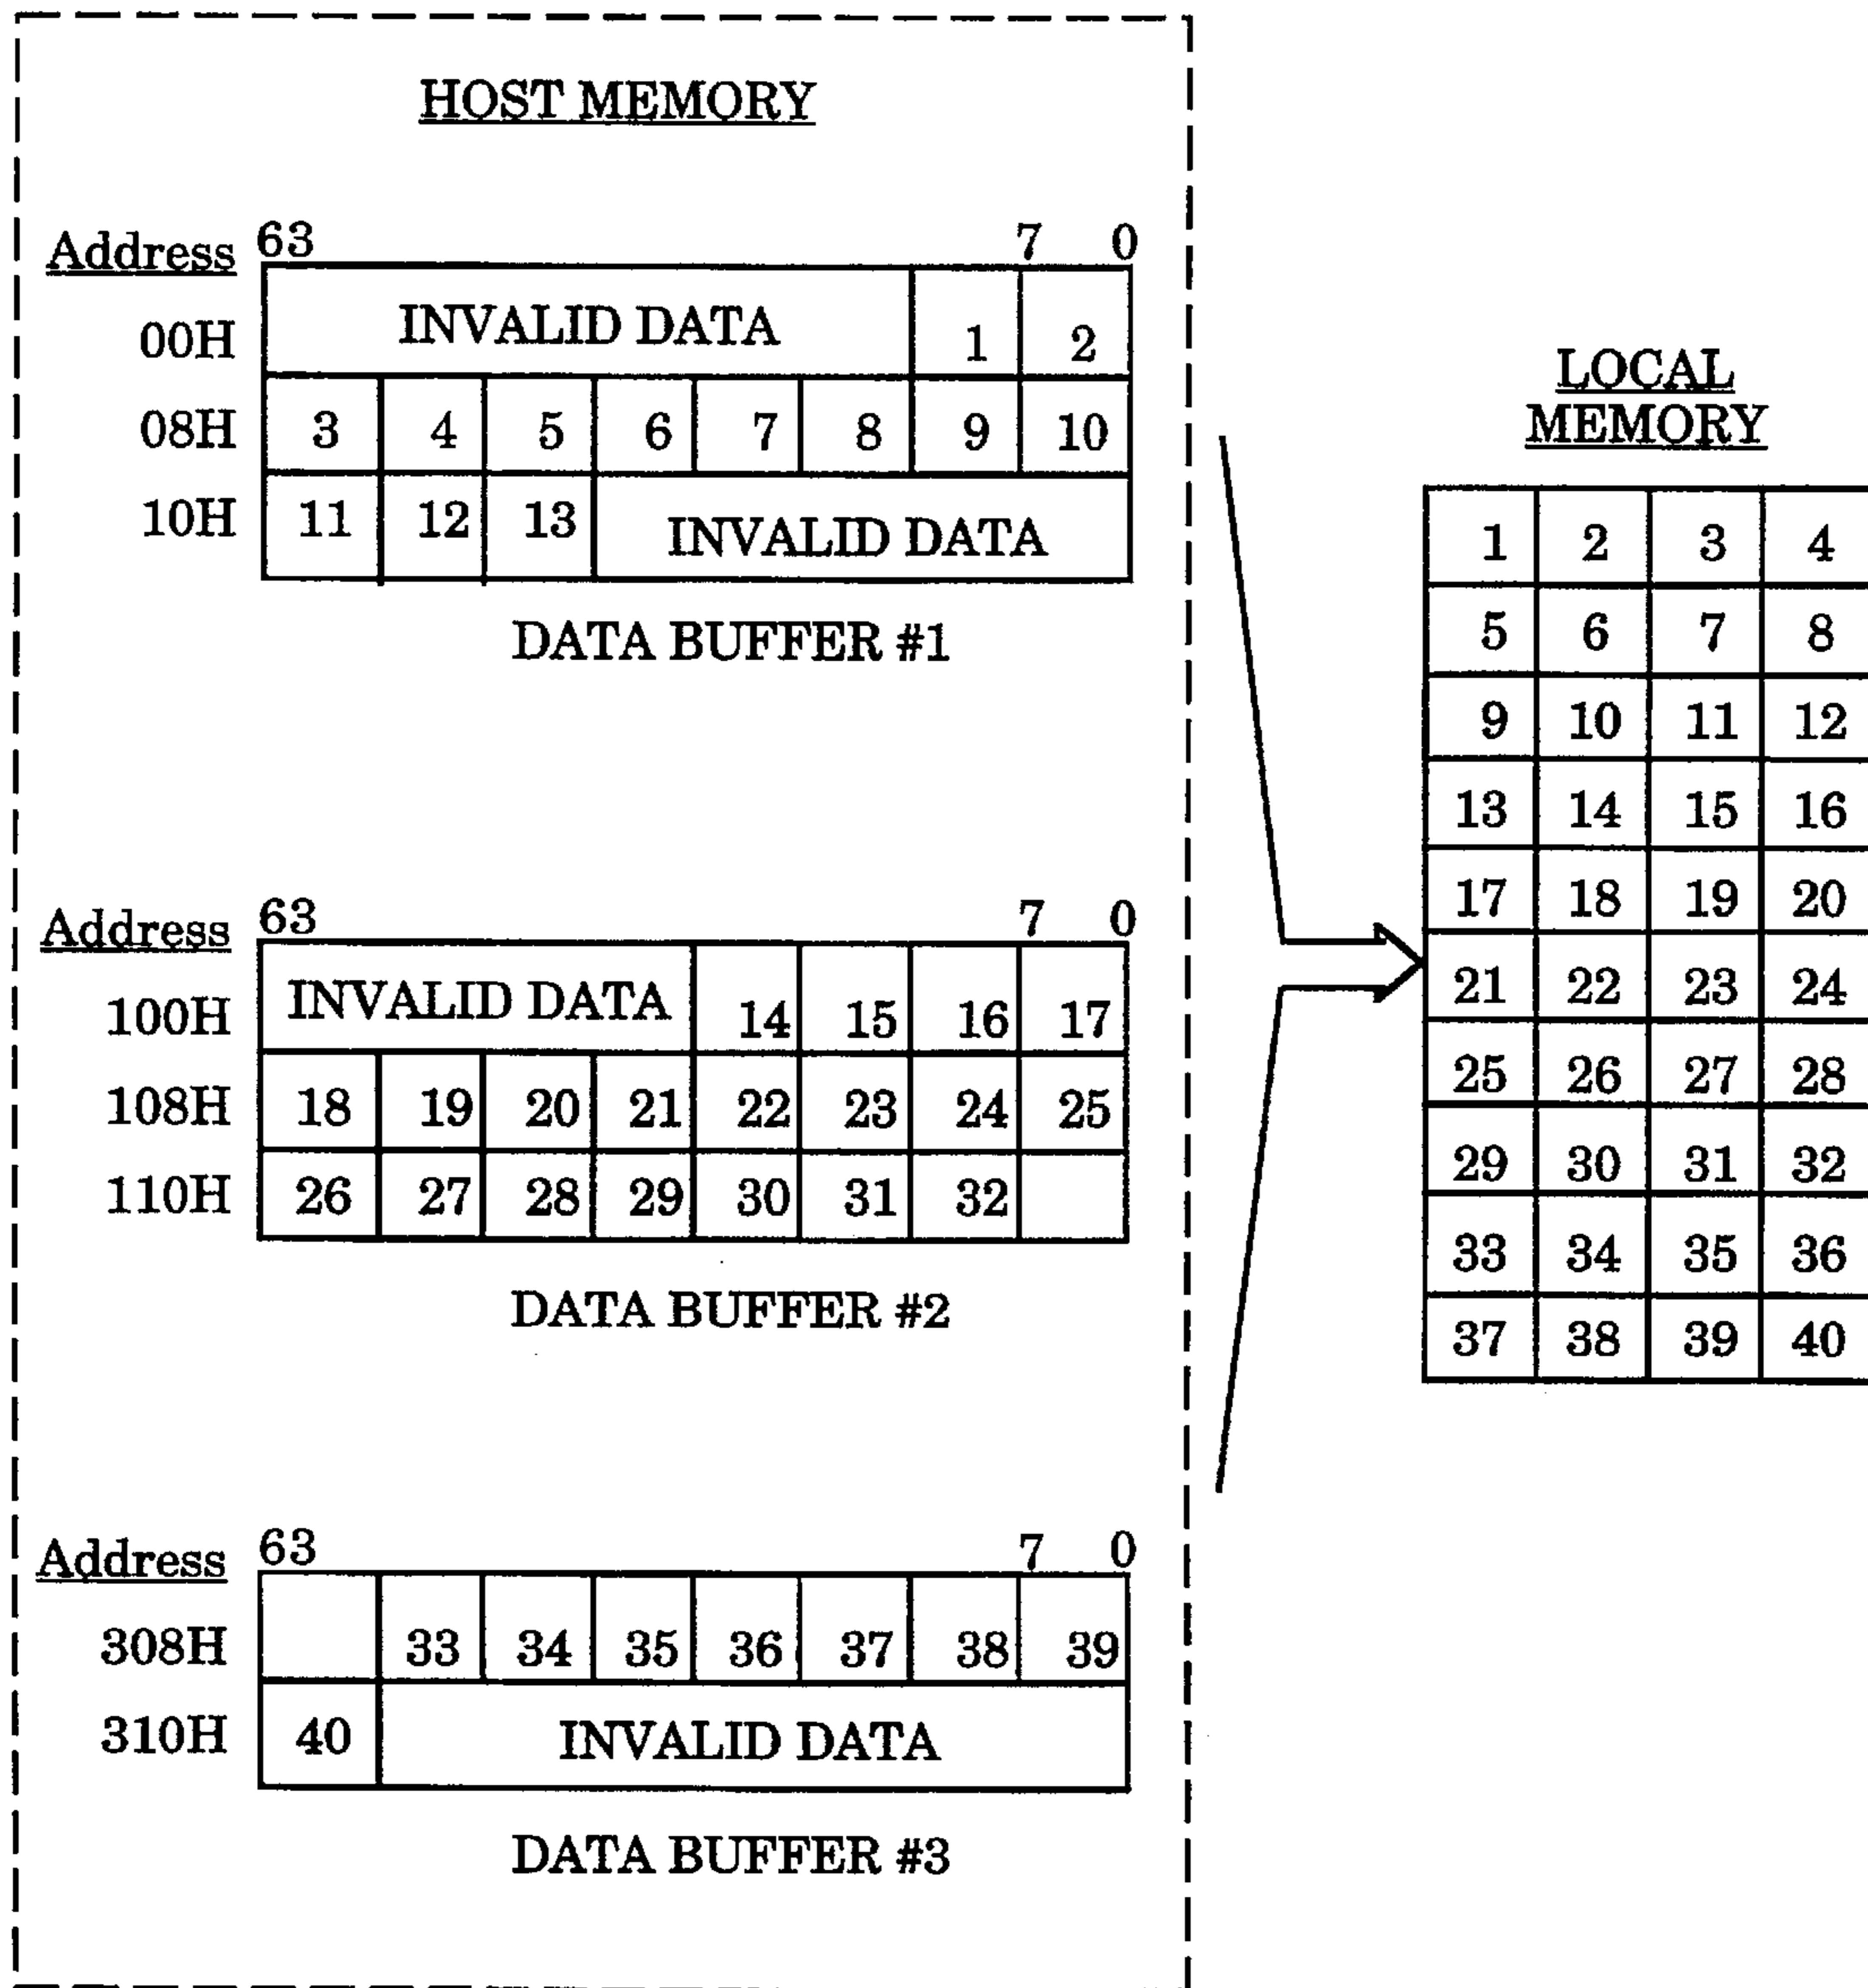 HOST MEMORY
Address 63 7 0
00H INVALID DATA 1 2
08H 3 4 5 6 7 8 9 10
10H 11 12 13 INVALID DATA
DATA BUFFER #1
Address 63 7 0
100H INVALID DATA 14 15 16 17
108H 18 19 20 21 22 23 24 25
110H 26 27 28 29 30 31 32
DATA BUFFER #2
Address 63 7 0
308H 33 34 35 36 37 38 39
310H 40 INVALID DATA
DATA BUFFER #3
LOCAL
MEMORY
1 2 3 4
5 6 7 8
9 10 11 12
13 14 15 16
17 18 19 20
21 22 23 24
25 26 27 28
29 30 31 32
33 34 35 36
37 38 39 40